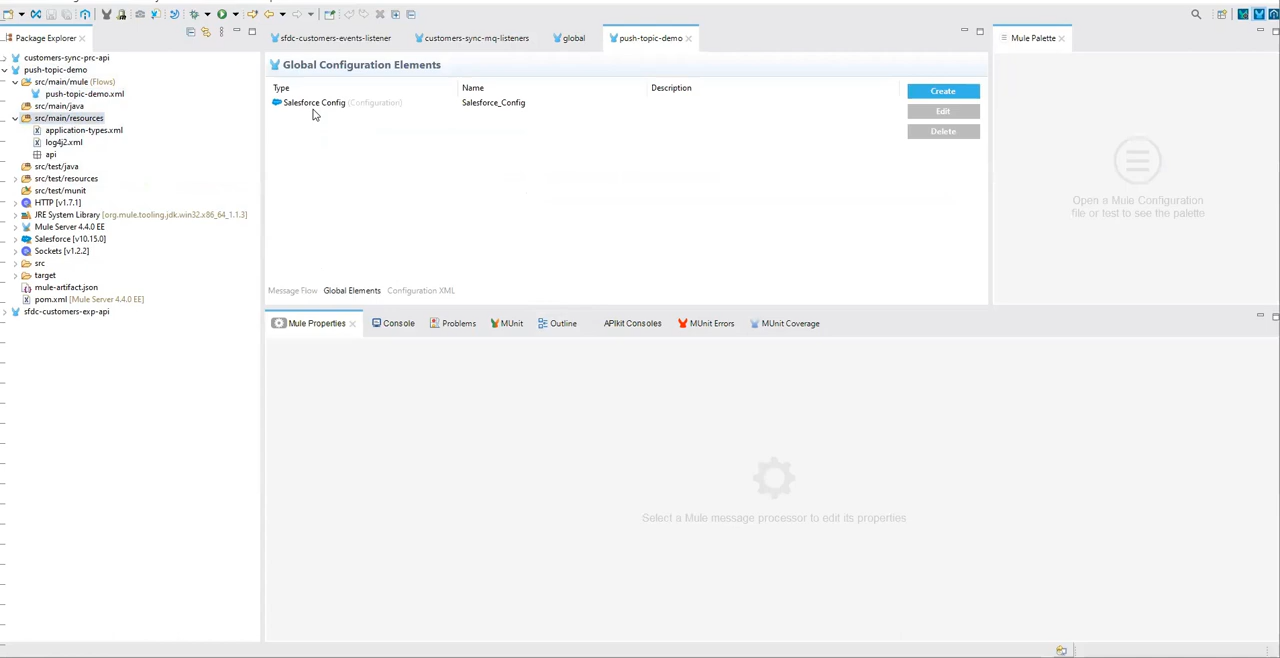 Package Explorer
customers-sync-prc-api
push-topic-demo
src/main/mule (Flows)
push-topic-demo.xml
src/main/java
src/main/resources
application-types.xml
log4j2.xml
api
src/test/java
src/test/resources
src/test/munit
HTTP [v1.7.1]
JRE System Library [org.mule.tooling.jdk.win32.x86_64_1.1.3]
Mule Server 4.4.0 EE
Salesforce [v10.15.0]
Sockets [v1.2.2]
src
target
mule-artifact.json
pom.xml [Mule Server 4.4.0 EE]
sfdc-customers-exp-api
sfdc-customers-events-listener
customers-sync-mq-listeners
global
push-topic-demo
Global Configuration Elements
Type Name Description
Salesforce Config (Configuration) Salesforce_Config
Create
Edit
Delete
Message Flow Global Elements Configuration XML
Mule Palette
Open a Mule Configuration
file or test to see the palette
Mule Properties Console Problems MUnit Outline APIkit Consoles MUnit Errors MUnit Coverage
Select a Mule message processor to edit its properties